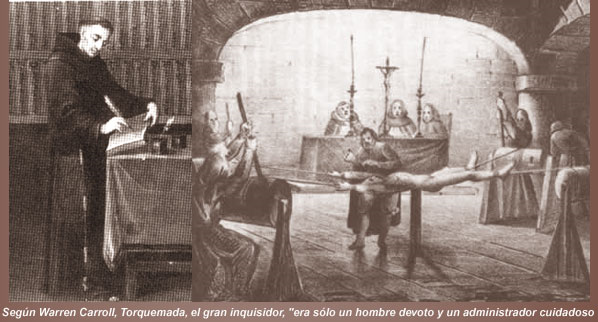 Según Warren Carroll, Torquemada, el gran inquisidor, "era sólo un hombre devoto y un administrador cuidadoso